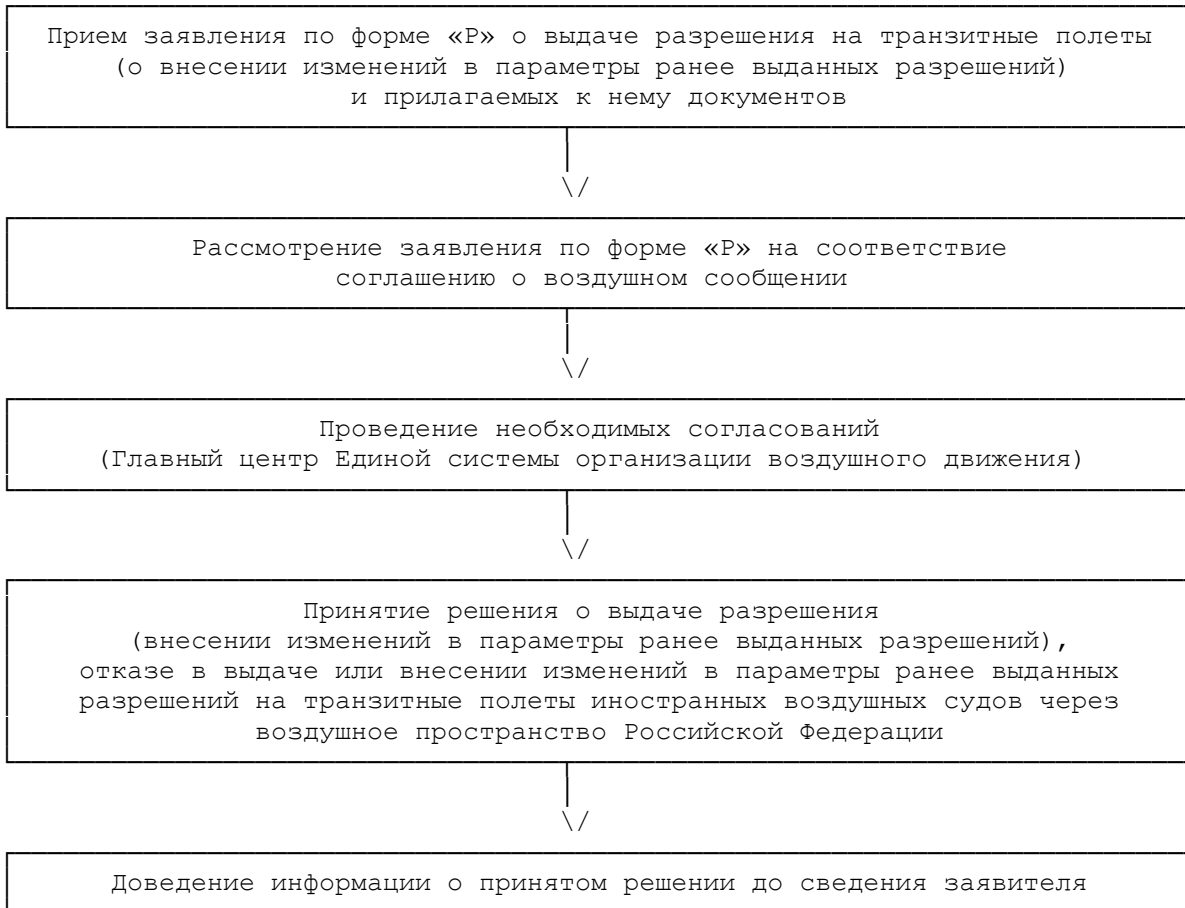 Прием заявления по форме «Р» о выдаче разрешения на транзитные полеты
(о внесении изменений в параметры ранее выданных разрешений)
и прилагаемых к нему документов
Рассмотрение заявления по форме «Р» на соответствие
соглашению о воздушном сообщении
Проведение необходимых согласований
(Главный центр Единой системы организации воздушного движения)
Принятие решения о выдаче разрешения
(внесении изменений в параметры ранее выданных разрешений),
отказе в выдаче или внесении изменений в параметры ранее выданных
разрешений на транзитные полеты иностранных воздушных судов через
воздушное пространство Российской Федерации
Доведение информации о принятом решении до сведения заявителя